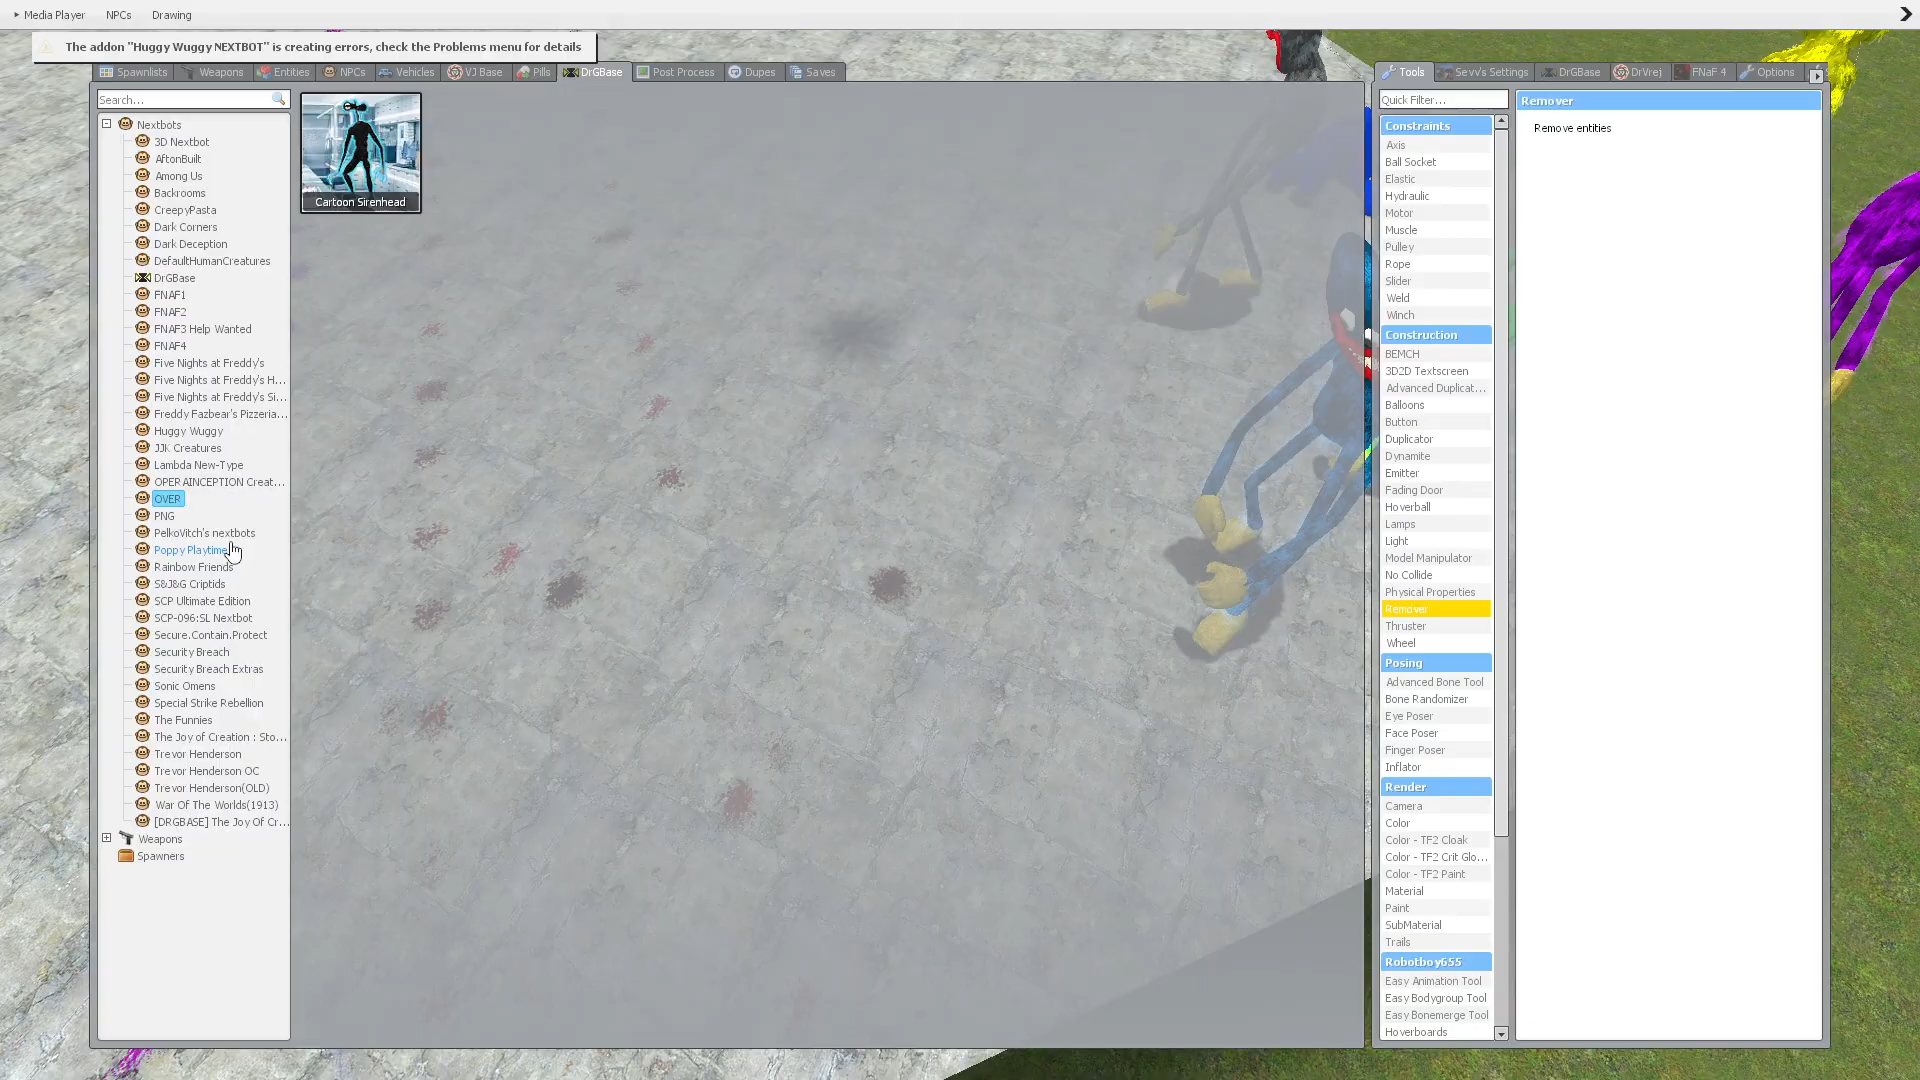 Media Player NPCs Drawing
The addon "Huggy Wuggy NEXTBOT" is creating errors, check the Problems menu for details
Spawnlists Weapons Entities NPCs Vehicles VJ Base Pills DrGBase Post Process Dupes Saves
Search...
Nextbots
3D Nextbot
AftonBuilt
Among Us
Backrooms
CreepyPasta
Dark Corners
Dark Deception
DefaultHumanCreatures
DrGBase
FNAF1
FNAF2
FNAF3 Help Wanted
FNAF4
Five Nights at Freddy's
Five Nights at Freddy's H...
Five Nights at Freddy's Si...
Freddy Fazbear's Pizzeria...
Huggy Wuggy
JJK Creatures
Lambda New-Type
OPER AINCEPTION Creat...
OVER
PNG
PelkoVitch's nextbots
Poppy Playtime
Rainbow Friends
S&J&G Criptids
SCP Ultimate Edition
SCP-096:SL Nextbot
Secure.Contain.Protect
Security Breach
Security Breach Extras
Sonic Omens
Special Strike Rebellion
The Funnies
The Joy of Creation : Sto...
Trevor Henderson
Trevor Henderson OC
Trevor Henderson(OLD)
War Of The Worlds(1913)
[DRGBASE] The Joy Of Cr...
Weapons
Spawners
Cartoon Sirenhead
Tools Sevv's Settings DrGBase DrVrej FNaF 4 Options
Quick Filter...
Constraints
Axis
Ball Socket
Elastic
Hydraulic
Motor
Muscle
Pulley
Rope
Slider
Weld
Winch
Construction
BEMCH
3D2D Textscreen
Advanced Duplicat...
Balloons
Button
Duplicator
Dynamite
Emitter
Fading Door
Hoverball
Lamps
Light
Model Manipulator
No Collide
Physical Properties
Remover
Thruster
Wheel
Posing
Advanced Bone Tool
Bone Randomizer
Eye Poser
Face Poser
Finger Poser
Inflator
Render
Camera
Color
Color - TF2 Cloak
Color - TF2 Crit Glo...
Color - TF2 Paint
Material
Paint
SubMaterial
Trails
Robotboy655
Easy Animation Tool
Easy Bodygroup Tool
Easy Bonemerge Tool
Hoverboards
Remover
Remove entities